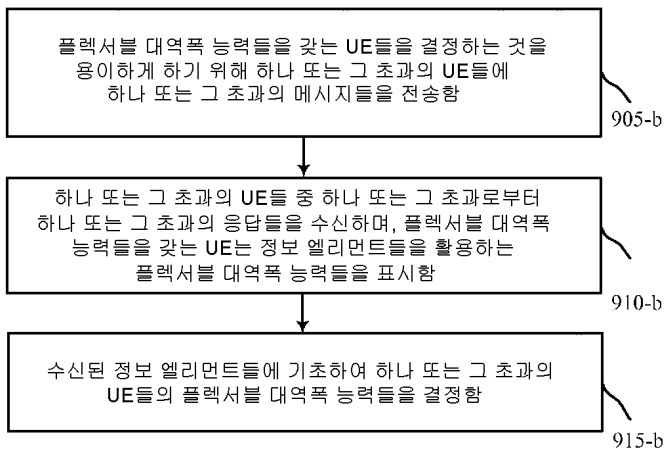 플렉서블 대역폭 능력들을 갖는 UE들을 결정하는 것을
용이하게 하기 위해 하나 또는 그 초과의 UE들에
하나 또는 그 초과의 메시지들을 전송함
905-b
하나 또는 그 초과의 UE들 중 하나 또는 그 초과로부터
하나 또는 그 초과의 응답들을 수신하며, 플렉서블 대역폭
능력들을 갖는 UE는 정보 엘리먼트들을 활용하는
플렉서블 대역폭 능력들을 표시함
910-b
수신된 정보 엘리먼트들에 기초하여 하나 또는 그 초과의
UE들의 플렉서블 대역폭 능력들을 결정함
915-b